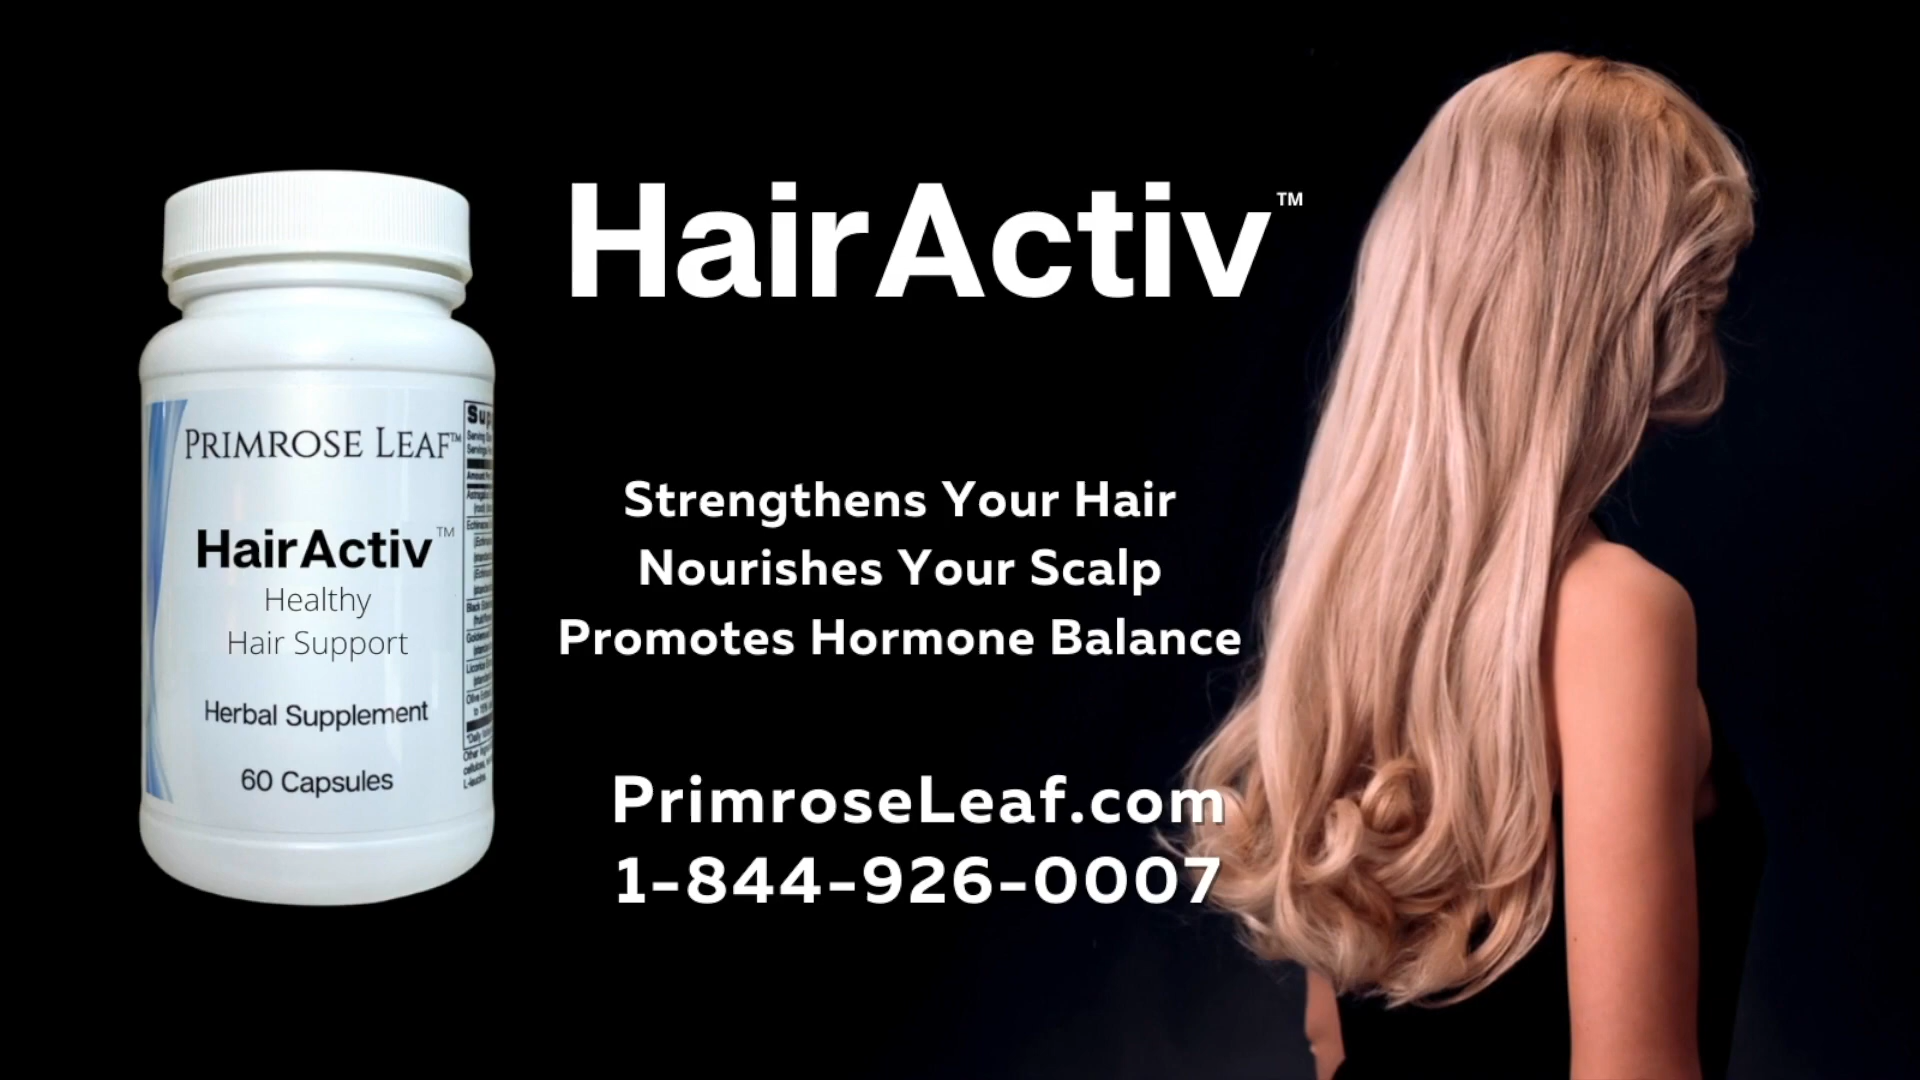 HairActiv™
Strengthens Your Hair
Nourishes Your Scalp
Promotes Hormone Balance
PrimroseLeaf.com
1-844-926-0007
PRIMROSE LEAF™
HairActiv™
Healthy
Hair Support
Herbal Supplement
60 Capsules